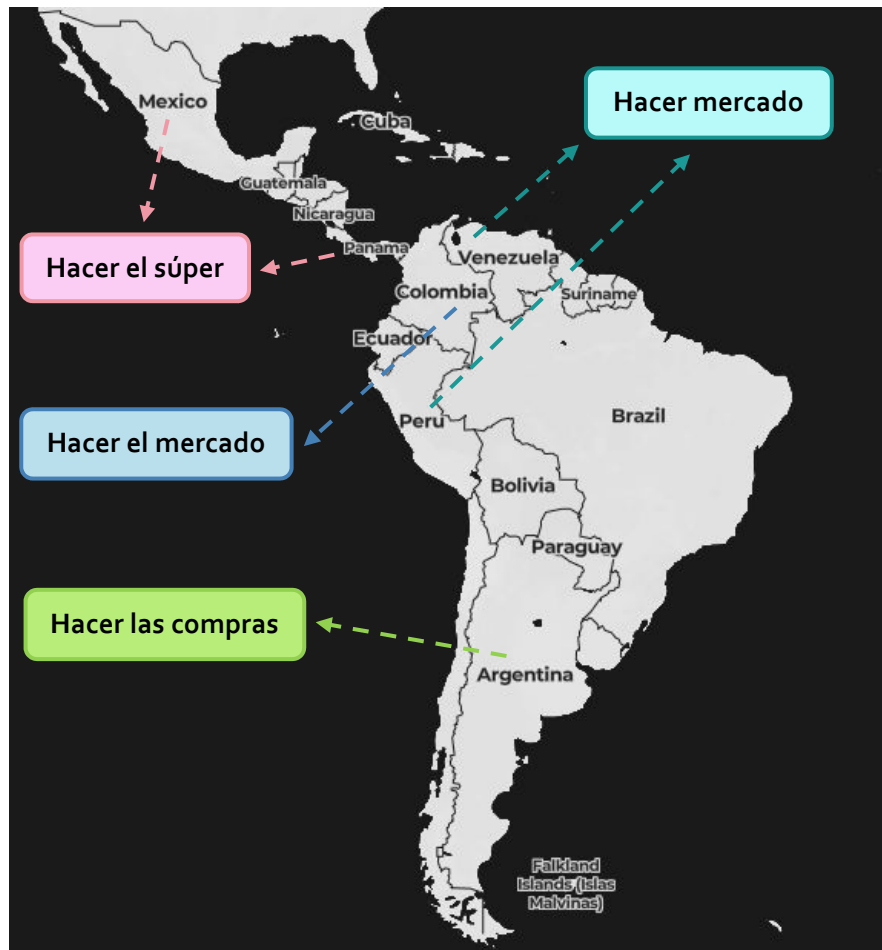 Hacer mercado
Mexico
Cuba
Guatemala
Nicaragua
Hacer el súper
Panama
Venezuela
Colombia
Suriname
Ecuador
Peru
Brazil
Hacer el mercado
Bolivia
Paraguay
Hacer las compras
Argentina
Falkland
Islands (Islas
Malvinas)